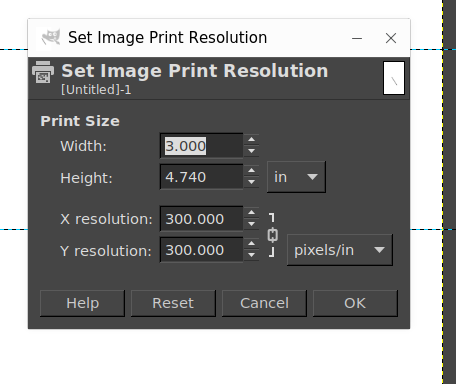 Set Image Print Resolution
Set Image Print Resolution
[Untitled]-1
Print Size
Width: 3.000
Height: 4.740 in
X resolution: 300.000
Y resolution: 300.000 pixels/in
Help Reset Cancel OK